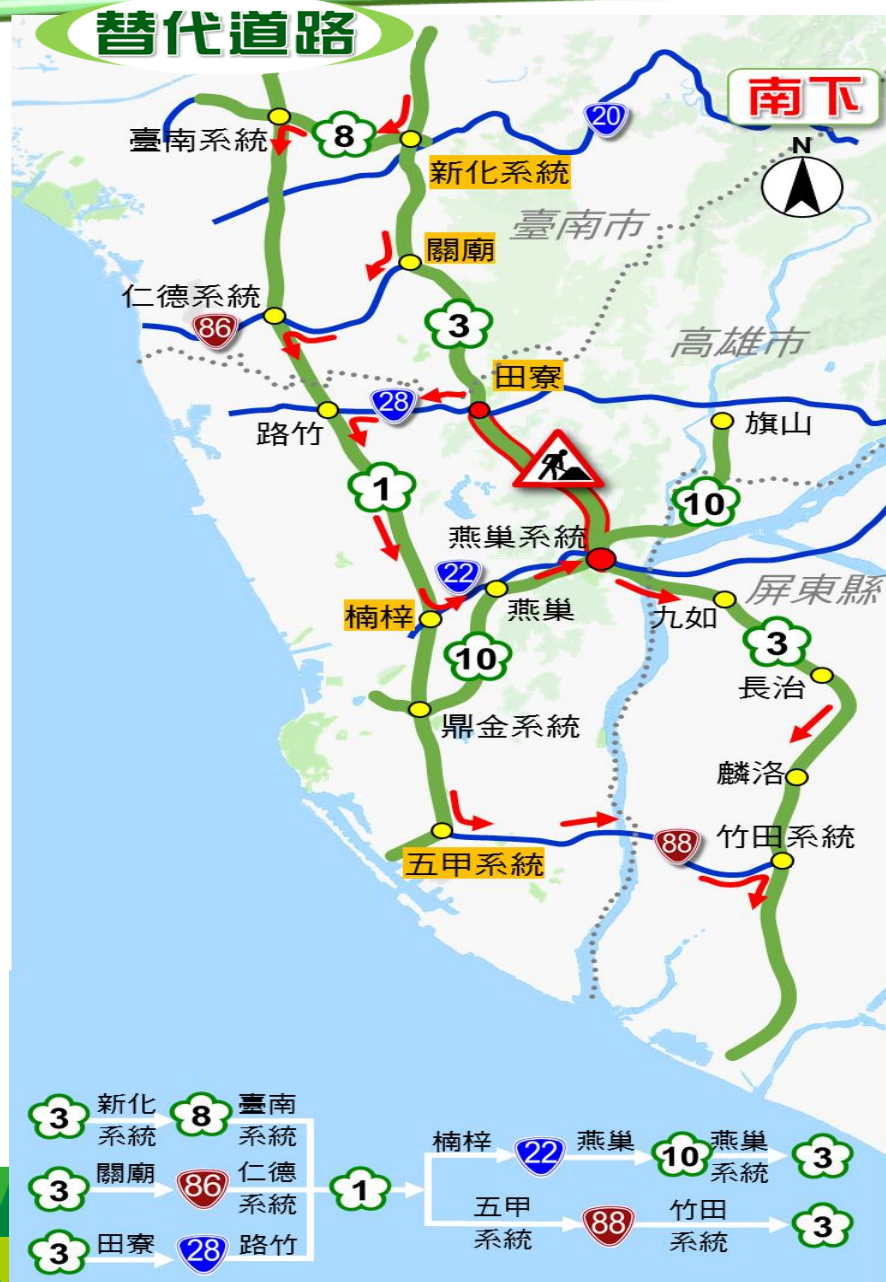 替代道路
南下
20
N
臺南系統
8
新化系統
臺南市
關廟
仁德系統
86
3
高雄市
田寮
28
路竹
旗山
1
10
燕巢系統
22
燕巢
楠梓
九如
屏東縣
3
10
長治
鼎金系統
麟洛
竹田系統
88
五甲系統
3
新化
系統
8
臺南
系統
3
關廟
86
仁德
系統
3
田寮
28
路竹
1
楠梓
22
燕巢
10
燕巢
系統
3
五甲
系統
88
竹田
系統
3